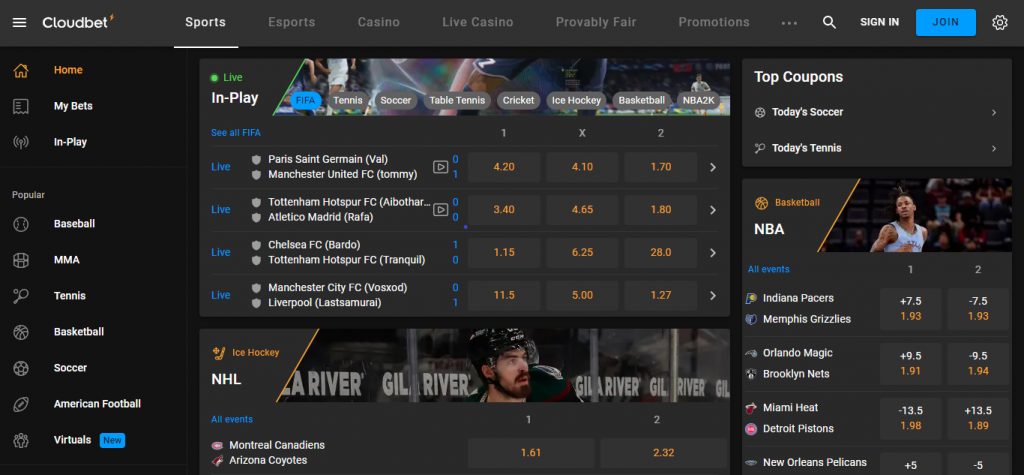 Cloudbet
Sports
Esports
Casino
Live Casino
Provably Fair
Promotions
SIGN IN
JOIN
Home
My Bets
In-Play
Popular
Baseball
MMA
Tennis
Basketball
Soccer
American Football
Virtuals New
Live
In-Play
FIFA Tennis Soccer Table Tennis Cricket Ice Hockey Basketball NBA2K
See all FIFA 1 X 2
Live
Paris Saint Germain (Val) 0
Manchester United FC (tommy) 1
4.20 4.10 1.70
Live
Tottenham Hotspur FC (Aibothar... 0
Atletico Madrid (Rafa) 0
3.40 4.65 1.80
Live
Chelsea FC (Bardo) 1
Tottenham Hotspur FC (Tranquil) 0
1.15 6.25 28.0
Live
Manchester City FC (Vosxod) 0
Liverpool (Lastsamurai) 1
11.5 5.00 1.27
Ice Hockey
NHL
GILA RIVER GILA RIVER GILA RIVER
All events 1 2
Montreal Canadiens
Arizona Coyotes
1.61 2.32
Top Coupons
Today's Soccer
Today's Tennis
Basketball
NBA
All events 1 2
Indiana Pacers
Memphis Grizzlies
+7.5 -7.5
1.93 1.93
Orlando Magic
Brooklyn Nets
+9.5 -9.5
1.91 1.94
Miami Heat
Detroit Pistons
-13.5 +13.5
1.98 1.89
New Orleans Pelicans
+5 -5